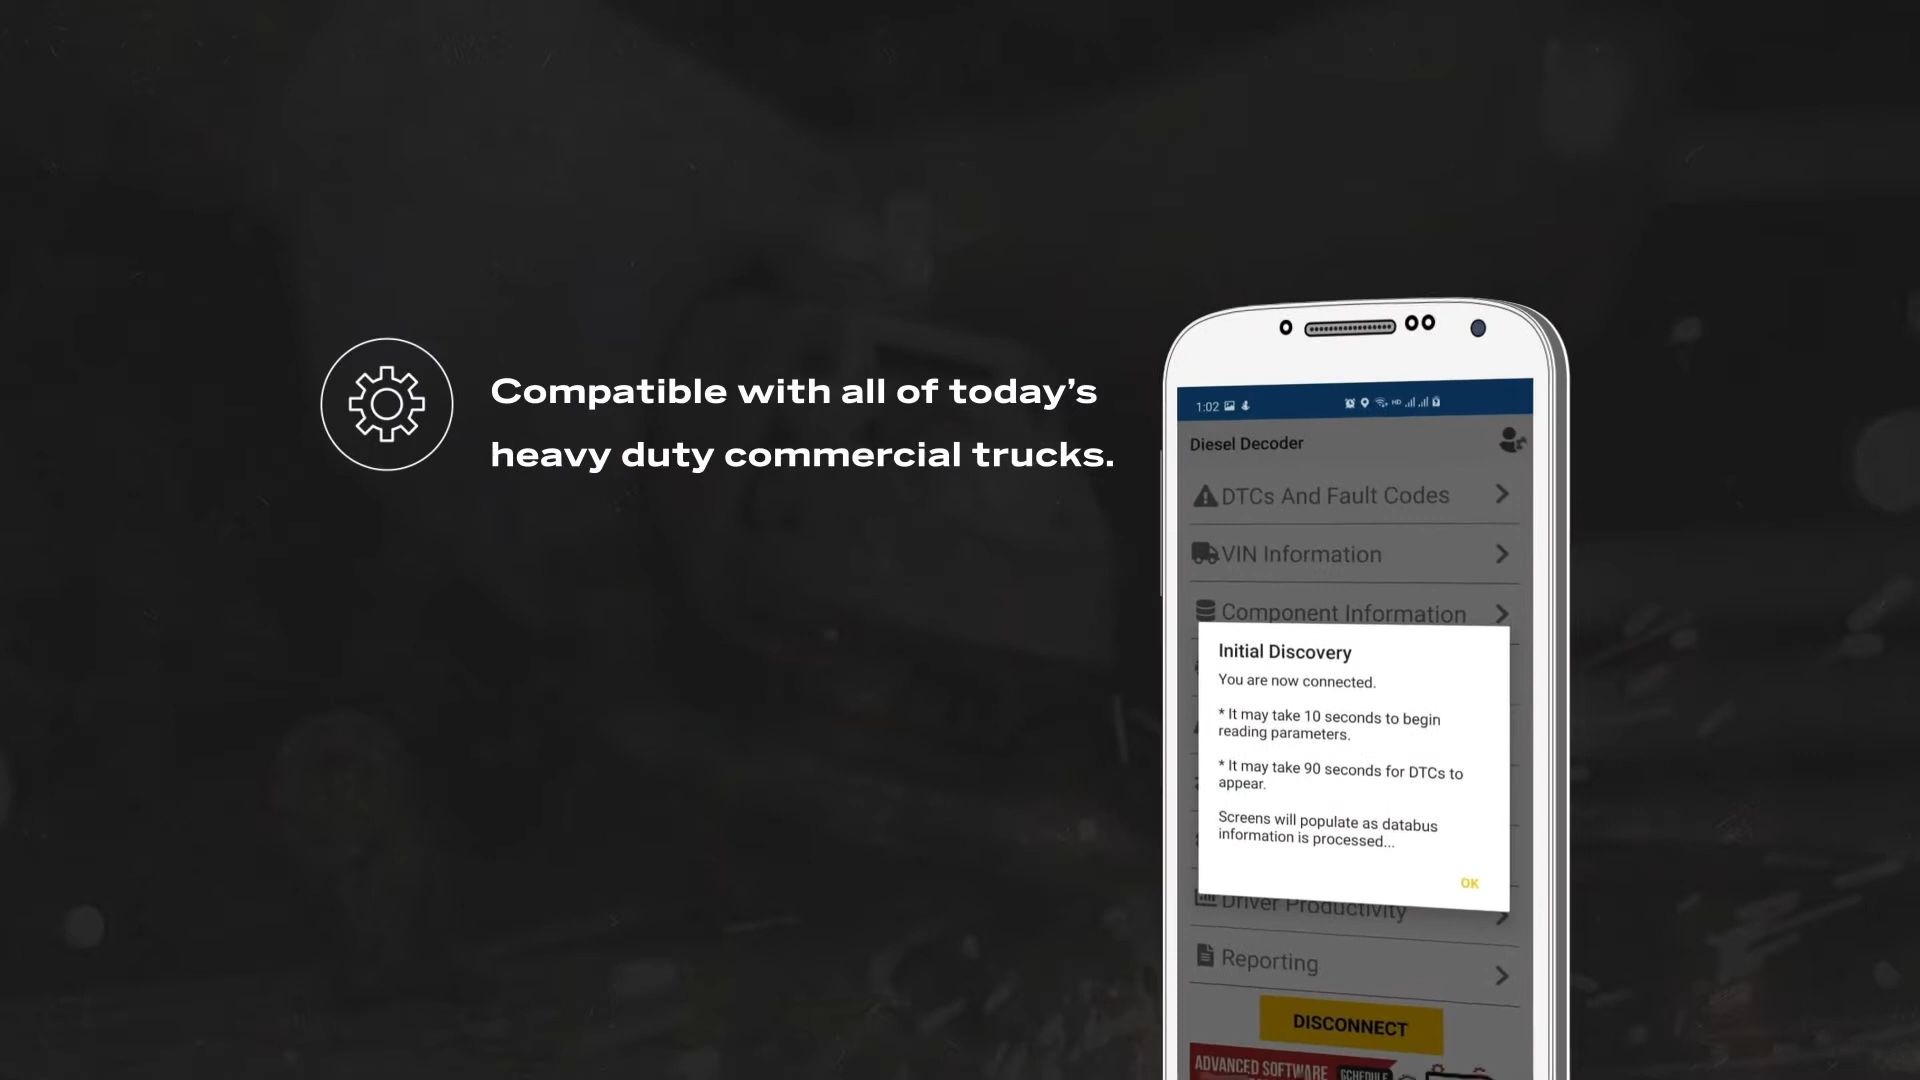 Compatible with all of today's
heavy duty commercial trucks.
1:02
HD
Diesel Decoder
DTCs And Fault Codes
VIN Information
Component Information
Initial Discovery
You are now connected.
* It may take 10 seconds to begin
reading parameters.
* It may take 90 seconds for DTCs to
appear.
Screens will populate as databus
information is processed...
OK
Driver Productivity
Reporting
DISCONNECT
ADVANCED SOFTWARE
SCHEDULE